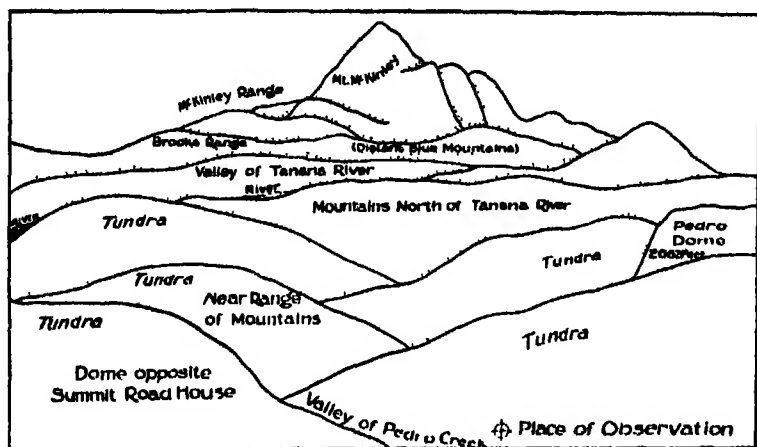 Mt. McKinley
McKinley Range
Brooks Range
(Distant Blue Mountains)
Valley of Tanana River
River
River
Mountains North of Tanana River
Tundra
Pedro
Dome
Tundra
Tundra
Near Range
of Mountains
Tundra
Tundra
Dome opposite
Summit Road House
Valley of Pedro Creek
Place of Observation